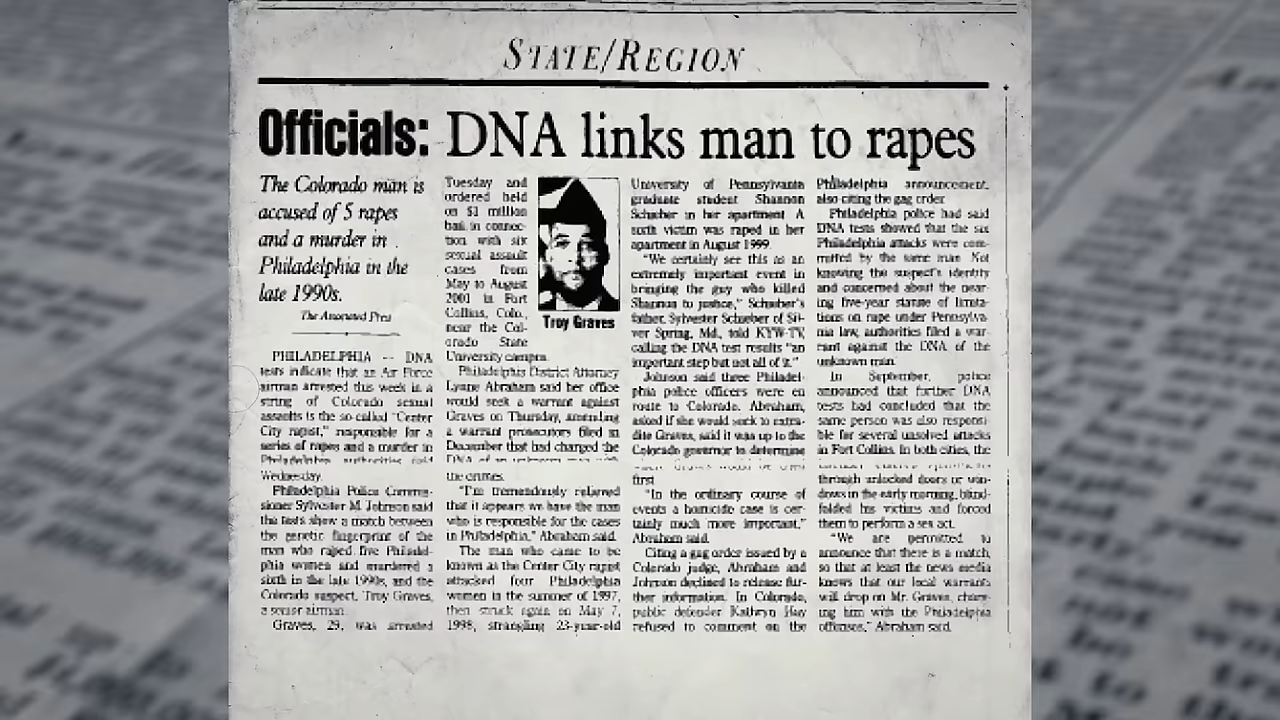 STATE/REGION
Officials: DNA links man to rapes
The Colorado man is
accused of 5 rapes
and a murder in
Philadelphia in the
late 1990s.
The Associated Press
PHILADELPHIA -- DNA
tests indicate that an Air Force
airman arrested this week in a
string of Colorado sexual
assaults is the so-called "Center
City rapist," responsible for a
series of rapes and a murder in
Philadelphia, authorities said
Wednesday.
Philadelphia Police Commis-
sioner Sylvester M. Johnson said
the tests show a match between
the genetic fingerprint of the
man who raped five Philadel-
phia women and murdered a
sixth in the late 1990s, and the
Colorado suspect, Troy Graves,
a senior airman.
Graves, 29, was arrested
Tuesday and
ordered held
on $1 million
bail in connec-
tion with six
sexual assault
cases from
May to August
2001 in Fort
Collins, Colo.,
near the Col-
orado State
University campus.
Troy Graves
Philadelphia District Attorney
Lynne Abraham said her office
would seek a warrant against
Graves on Thursday, amending
a warrant prosecutors filed in
December that had charged the
DNA of an unknown man with
the crimes.
"I'm tremendously relieved
that it appears we have the man
who is responsible for the cases
in Philadelphia," Abraham said.
The man who came to be
known as the Center City rapist
attacked four Philadelphia
women in the summer of 1997,
then struck again on May 7,
1998, strangling 23-year-old
University of Pennsylvania
graduate student Shannon
Schieber in her apartment. A
sixth victim was raped in her
apartment in August 1999.
"We certainly see this as an
extremely important event in
bringing the guy who killed
Shannon to justice," Schieber's
father, Sylvester Schieber of Sil-
ver Spring, Md., told KYW-TV,
calling the DNA test results "an
important step but not all of it."
Johnson said three Philadel-
phia police officers were en
route to Colorado. Abraham,
asked if she would seek to extra-
dite Graves, said it was up to the
Colorado governor to determine
where Graves would be tried
first.
"In the ordinary course of
events a homicide case is cer-
tainly much more important,"
Abraham said.
Citing a gag order issued by a
Colorado judge, Abraham and
Johnson declined to release fur-
ther information. In Colorado,
public defender Kathryn Hay
refused to comment on the
Philadelphia announcement,
also citing the gag order.
Philadelphia police had said
DNA tests showed that the six
Philadelphia attacks were com-
mitted by the same man. Not
knowing the suspect's identity
and concerned about the near-
ing five-year statute of limita-
tions on rape under Pennsylva-
nia law, authorities filed a war-
rant against the DNA of the
unknown man.
In September, police
announced that further DNA
tests had concluded that the
same person was also responsi-
ble for several unsolved attacks
in Fort Collins. In both cities, the
through unlocked doors or win-
dows in the early morning, blind-
folded his victims and forced
them to perform a sex act.
"We are permitted to
announce that there is a match,
so that at least the news media
knows that our local warrants
will drop on Mr. Graves, charg-
ing him with the Philadelphia
offenses," Abraham said.